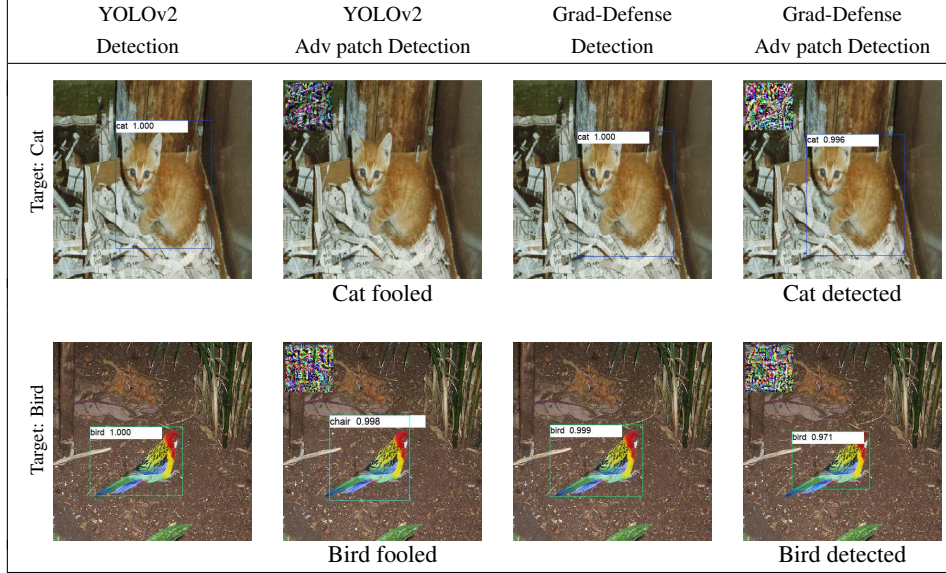 YOLOv2
Detection
YOLOv2
Adv patch Detection
Grad-Defense
Detection
Grad-Defense
Adv patch Detection
Target: Cat
cat 1.000
cat 1.000
cat 0.996
Cat fooled
Cat detected
Target: Bird
bird 1.000
chair 0.998
bird 0.999
bird 0.971
Bird fooled
Bird detected